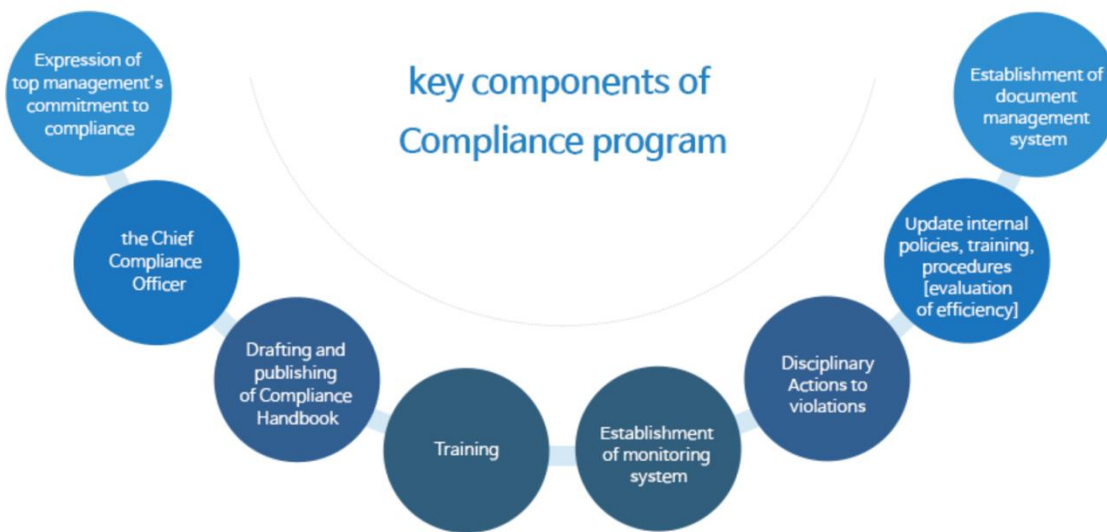 key components of
Compliance program
Expression of
top management's
commitment to
compliance
the Chief
Compliance
Officer
Drafting and
publishing
of Compliance
Handbook
Training
Establishment
of monitoring
system
Disciplinary
Actions to
violations
Update internal
policies, training,
procedures
[evaluation
of efficiency]
Establishment of
document
management
system